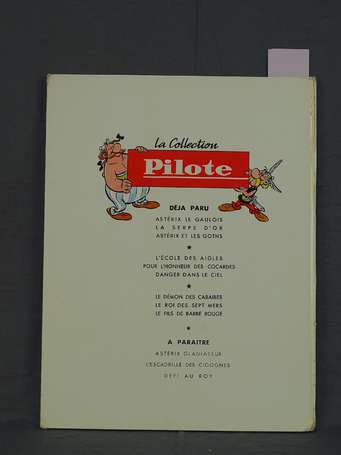 La Collection
Pilote
DÉJA PARU
ASTÉRIX LE GAULOIS
LA SERPE D'OR
ASTÉRIX ET LES GOTHS
★
L'ÉCOLE DES AIGLES
POUR L'HONNEUR DES COCARDES
DANGER DANS LE CIEL
★
LE DÉMON DES CARAÏBES
LE ROI DES SEPT MERS
LE FILS DE BARBE ROUGE
★
A PARAITRE
ASTÉRIX GLADIATEUR
L'ESCADRILLE DES CIGOGNES
DEFI AU ROY